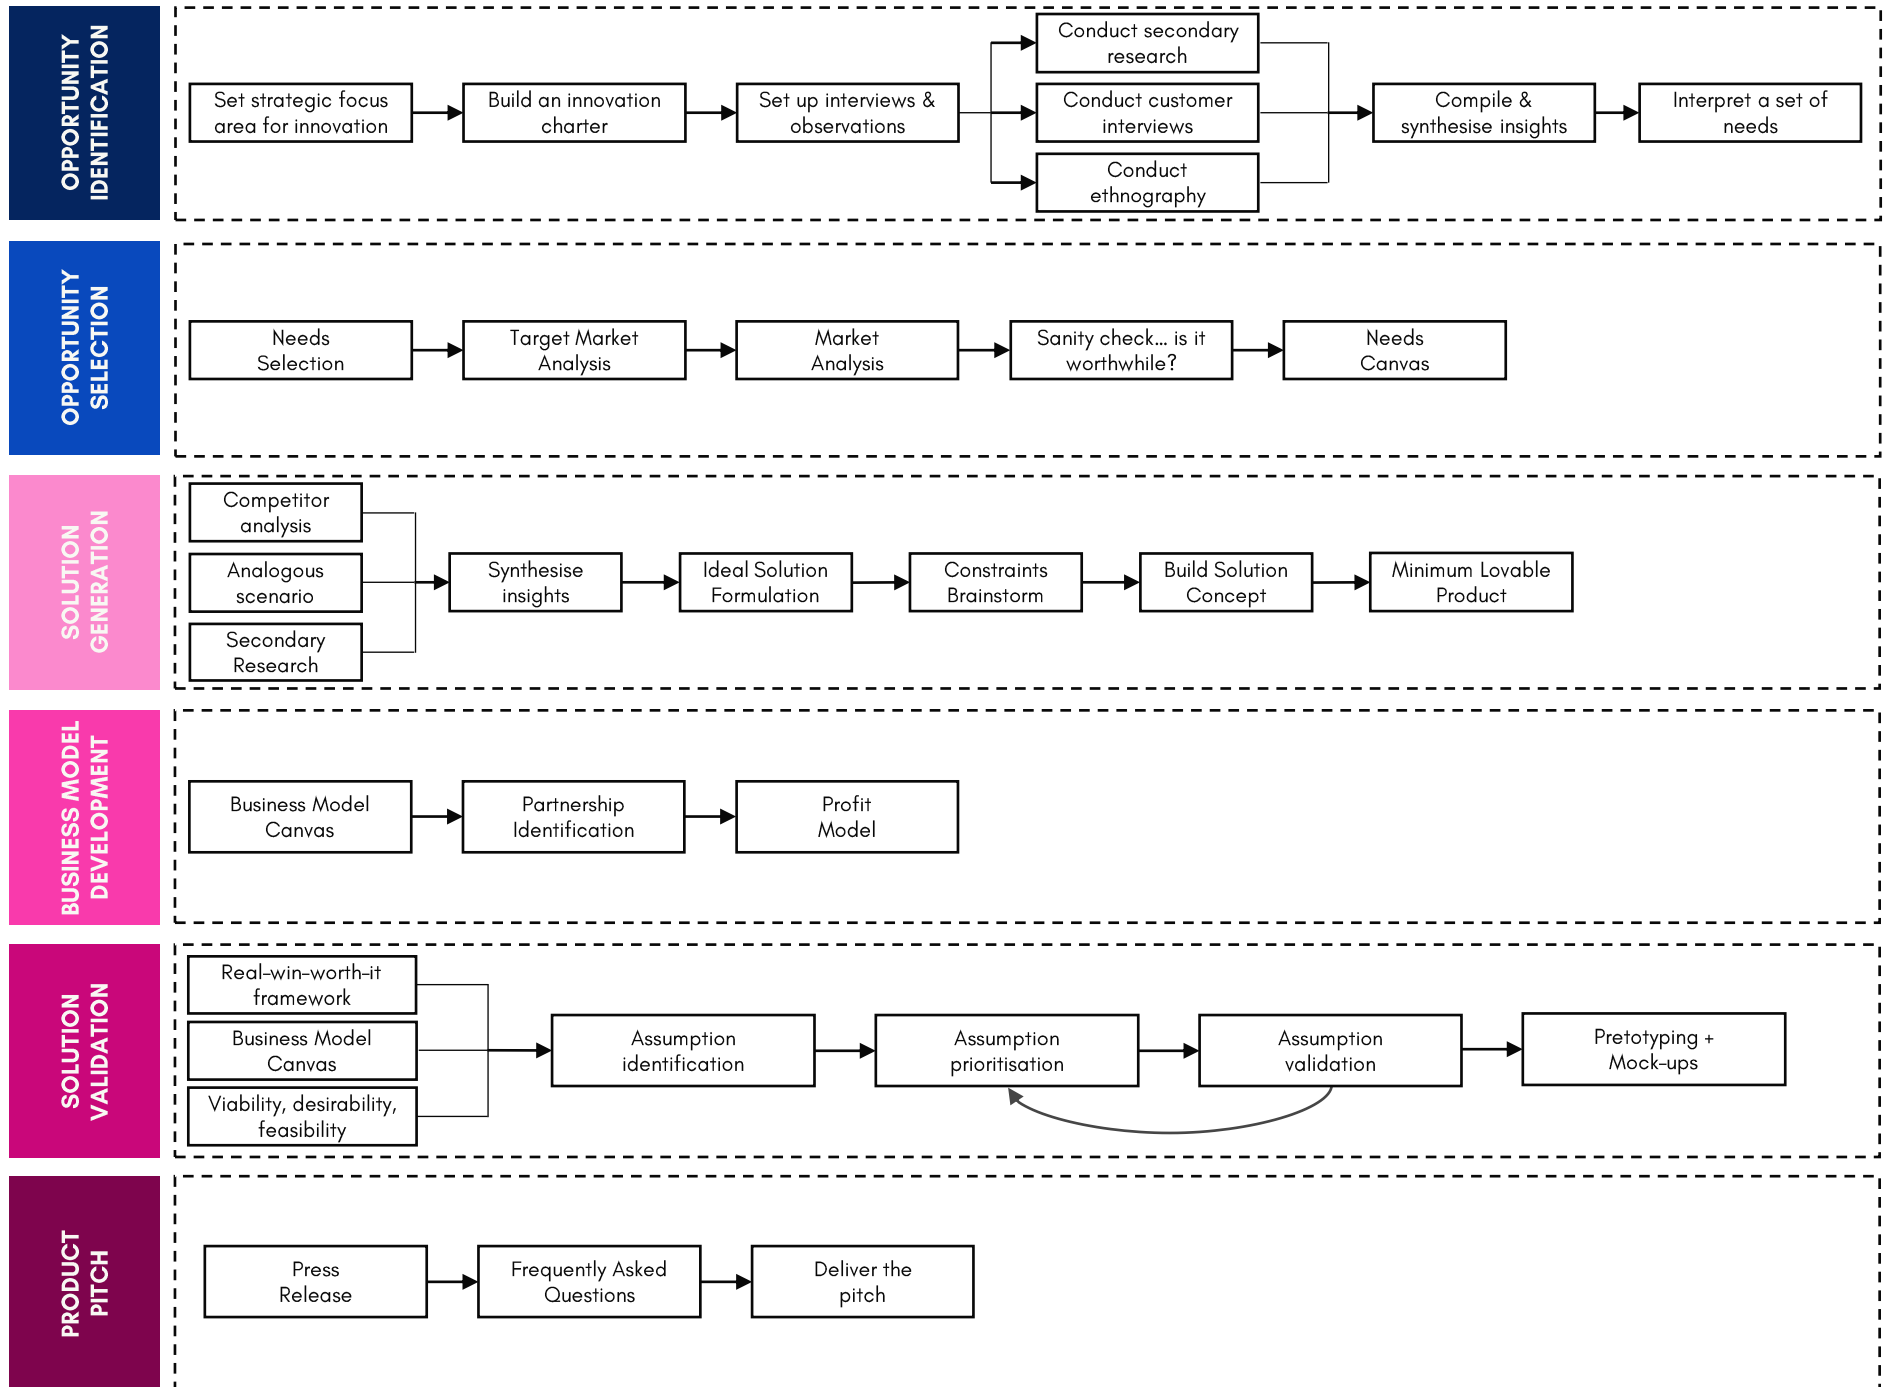 OPPORTUNITY
IDENTIFICATION
Set strategic focus
area for innovation
Build an innovation
charter
Set up interviews &
observations
Conduct secondary
research
Conduct customer
interviews
Conduct
ethnography
Compile &
synthesise insights
Interpret a set of
needs
OPPORTUNITY
SELECTION
Needs
Selection
Target Market
Analysis
Market
Analysis
Sanity check... is it
worthwhile?
Needs
Canvas
SOLUTION
GENERATION
Competitor
analysis
Analogous
scenario
Secondary
Research
Synthesise
insights
Ideal Solution
Formulation
Constraints
Brainstorm
Build Solution
Concept
Minimum Lovable
Product
BUSINESS MODEL
DEVELOPMENT
Business Model
Canvas
Partnership
Identification
Profit
Model
SOLUTION
VALIDATION
Real-win-worth-it
framework
Business Model
Canvas
Viability, desirability,
feasibility
Assumption
identification
Assumption
prioritisation
Assumption
validation
Pretotyping +
Mock-ups
PRODUCT
PITCH
Press
Release
Frequently Asked
Questions
Deliver the
pitch